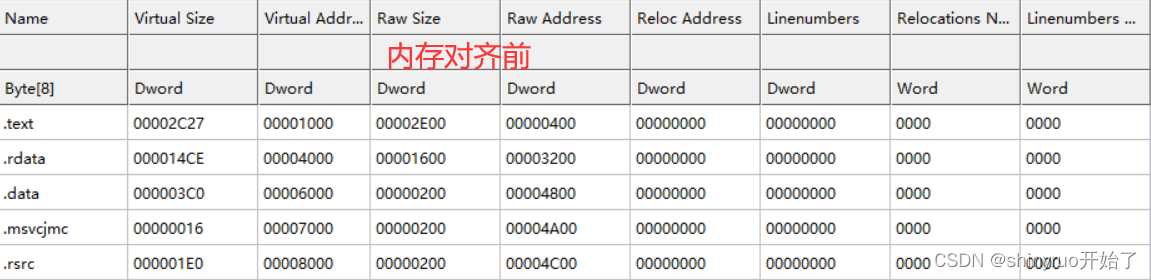 Name Virtual Size Virtual Addr... Raw Size Raw Address Reloc Address Linenumbers Relocations N... Linenumbers ...
内存对齐前
Byte[8] Dword Dword Dword Dword Dword Dword Word Word
.text 00002C27 00001000 00002E00 00000400 00000000 00000000 0000 0000
.rdata 000014CE 00004000 00001600 00003200 00000000 00000000 0000 0000
.data 000003C0 00006000 00000200 00004800 00000000 00000000 0000 0000
.msvcjmc 00000016 00007000 00000200 00004A00 00000000 00000000 0000 0000
.rsrc 000001E0 00008000 00000200 00004C00 00000000 00000000 0000 0000
CSDN @shinyuo开始了